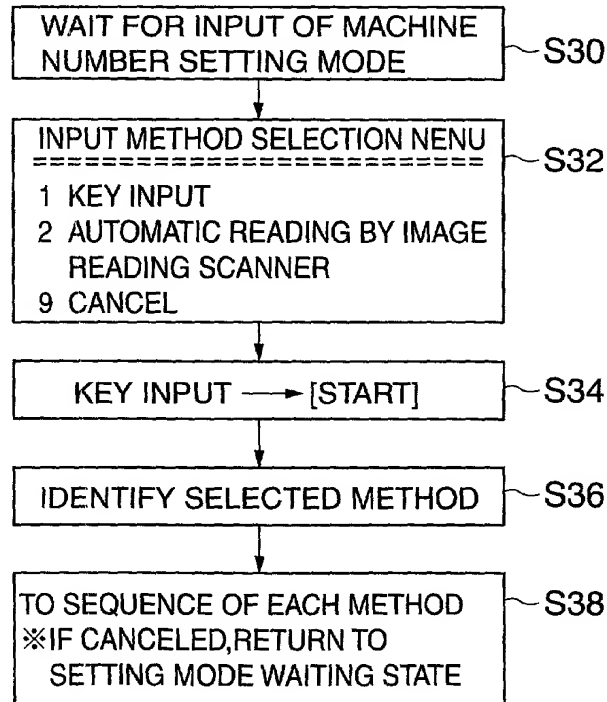 WAIT FOR INPUT OF MACHINE
NUMBER SETTING MODE
S30
INPUT METHOD SELECTION NENU
===========================
S32
1 KEY INPUT
2 AUTOMATIC READING BY IMAGE
READING SCANNER
9 CANCEL
KEY INPUT → [START]
S34
IDENTIFY SELECTED METHOD
S36
TO SEQUENCE OF EACH METHOD
S38
※IF CANCELED,RETURN TO
SETTING MODE WAITING STATE